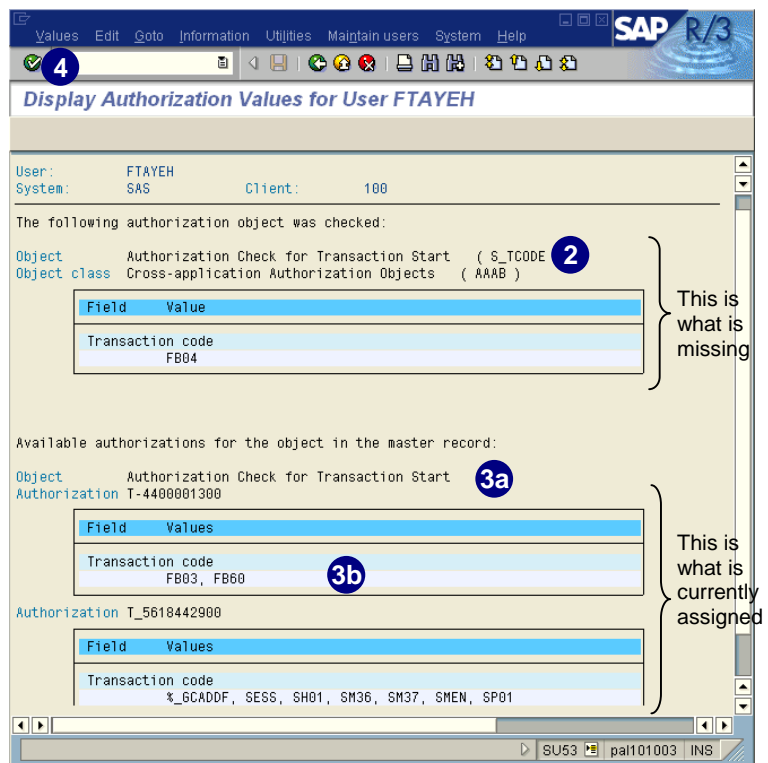 Values Edit Goto Information Utilities Maintain users System Help
SAP R/3
4
Display Authorization Values for User FTAYEH
User: FTAYEH
System: SAS Client: 100
The following authorization object was checked:
Object Authorization Check for Transaction Start ( S_TCODE
2
Object class Cross-application Authorization Objects ( AAAB )
Field Value
Transaction code
FB04
This is
what is
missing
Available authorizations for the object in the master record:
Object Authorization Check for Transaction Start
3a
Authorization T-4400001300
Field Values
Transaction code
FB03, FB60
3b
Authorization T_5618442900
Field Values
Transaction code
%_GCADDF, SESS, SH01, SM36, SM37, SMEN, SP01
This is
what is
currently
assigned
SU53 pal101003 INS